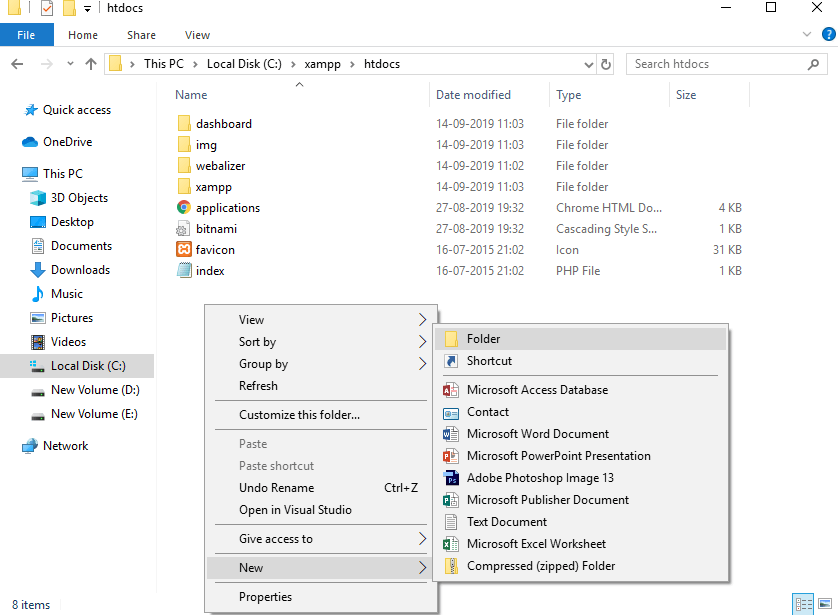 htdocs
File Home Share View
This PC Local Disk (C:) xampp htdocs Search htdocs
Name Date modified Type Size
Quick access
OneDrive
This PC
3D Objects
Desktop
Documents
Downloads
Music
Pictures
Videos
Local Disk (C:)
New Volume (D:)
New Volume (E:)
Network
dashboard 14-09-2019 11:03 File folder
img 14-09-2019 11:03 File folder
webalizer 14-09-2019 11:02 File folder
xampp 14-09-2019 11:03 File folder
applications 27-08-2019 19:32 Chrome HTML Do... 4 KB
bitnami 27-08-2019 19:32 Cascading Style S... 1 KB
favicon 16-07-2015 21:02 Icon 31 KB
index 16-07-2015 21:02 PHP File 1 KB
View
Sort by
Group by
Refresh
Customize this folder...
Paste
Paste shortcut
Undo Rename Ctrl+Z
Open in Visual Studio
Give access to
New
Properties
Folder
Shortcut
Microsoft Access Database
Contact
Microsoft Word Document
Microsoft PowerPoint Presentation
Adobe Photoshop Image 13
Microsoft Publisher Document
Text Document
Microsoft Excel Worksheet
Compressed (zipped) Folder
8 items